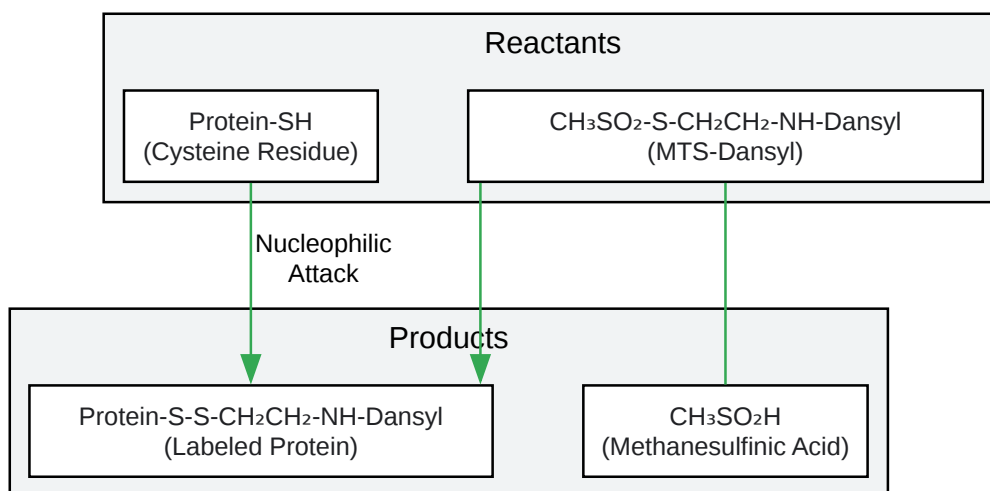 Reactants
Protein-SH
(Cysteine Residue)
CH₃SO₂-S-CH₂CH₂-NH-Dansyl
(MTS-Dansyl)
Nucleophilic
Attack
Products
Protein-S-S-CH₂CH₂-NH-Dansyl
(Labeled Protein)
CH₃SO₂H
(Methanesulfinic Acid)